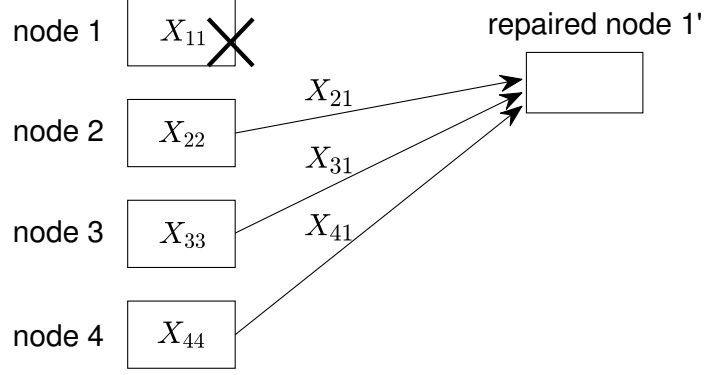 node 1 X₁₁
repaired node 1'
node 2 X₂₂
X₂₁
node 3 X₃₃
X₃₁
X₄₁
node 4 X₄₄